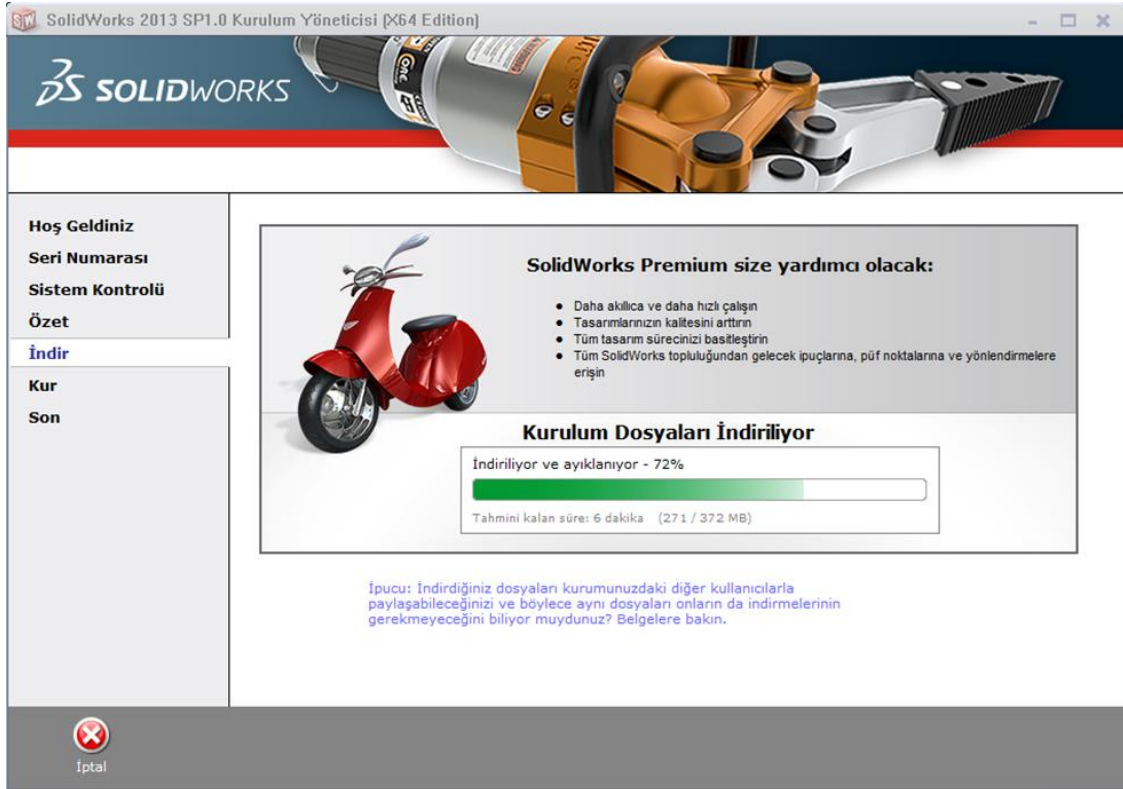 SolidWorks 2013 SP1.0 Kurulum Yöneticisi (X64 Edition)
SOLIDWORKS
Hoş Geldiniz
Seri Numarası
Sistem Kontrolü
Özet
İndir
Kur
Son
SolidWorks Premium size yardımcı olacak:
Daha akıllıca ve daha hızlı çalışın
Tasarımlarınızın kalitesini arttırın
Tüm tasarım sürecinizi basitleştirin
Tüm SolidWorks topluluğundan gelecek ipuçlarına, püf noktalarına ve yönlendirmelere
erişin
Kurulum Dosyaları İndiriliyor
İndiriliyor ve ayıklanıyor - 72%
Tahmini kalan süre: 6 dakika (271 / 372 MB)
İpucu: İndirdiğiniz dosyaları kurumunuzdaki diğer kullanıcılarla
paylaşabileceğinizi ve böylece aynı dosyaları onların da indirmelerinin
gerekmeyeceğini biliyor muydunuz? Belgelere bakın.
İptal